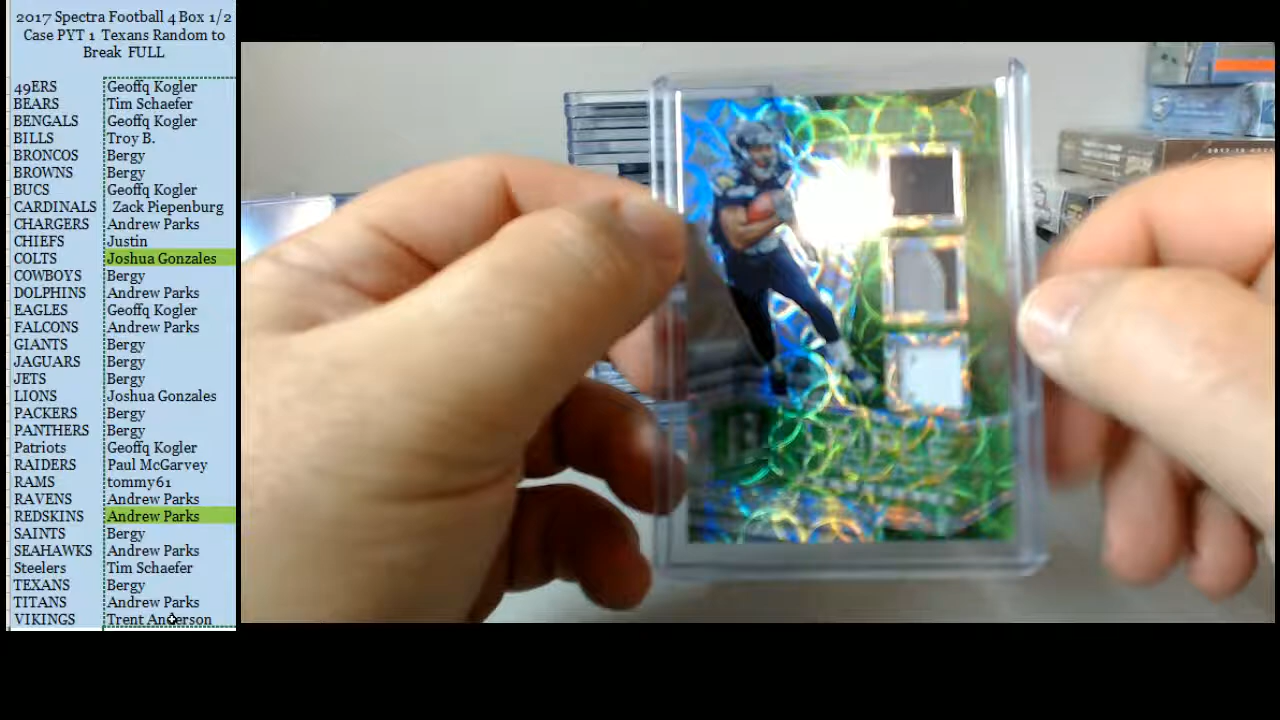 2017 Spectra Football 4 Box 1/2
Case PYT 1 Texans Random to
Break FULL
49ERS Geoffq Kogler
BEARS Tim Schaefer
BENGALS Geoffq Kogler
BILLS Troy B.
BRONCOS Bergy
BROWNS Bergy
BUCS Geoffq Kogler
CARDINALS Zack Piepenburg
CHARGERS Andrew Parks
CHIEFS Justin
COLTS Joshua Gonzales
COWBOYS Bergy
DOLPHINS Andrew Parks
EAGLES Geoffq Kogler
FALCONS Andrew Parks
GIANTS Bergy
JAGUARS Bergy
JETS Bergy
LIONS Joshua Gonzales
PACKERS Bergy
PANTHERS Bergy
Patriots Geoffq Kogler
RAIDERS Paul McGarvey
RAMS tommy61
RAVENS Andrew Parks
REDSKINS Andrew Parks
SAINTS Bergy
SEAHAWKS Andrew Parks
Steelers Tim Schaefer
TEXANS Bergy
TITANS Andrew Parks
VIKINGS Trent Anderson